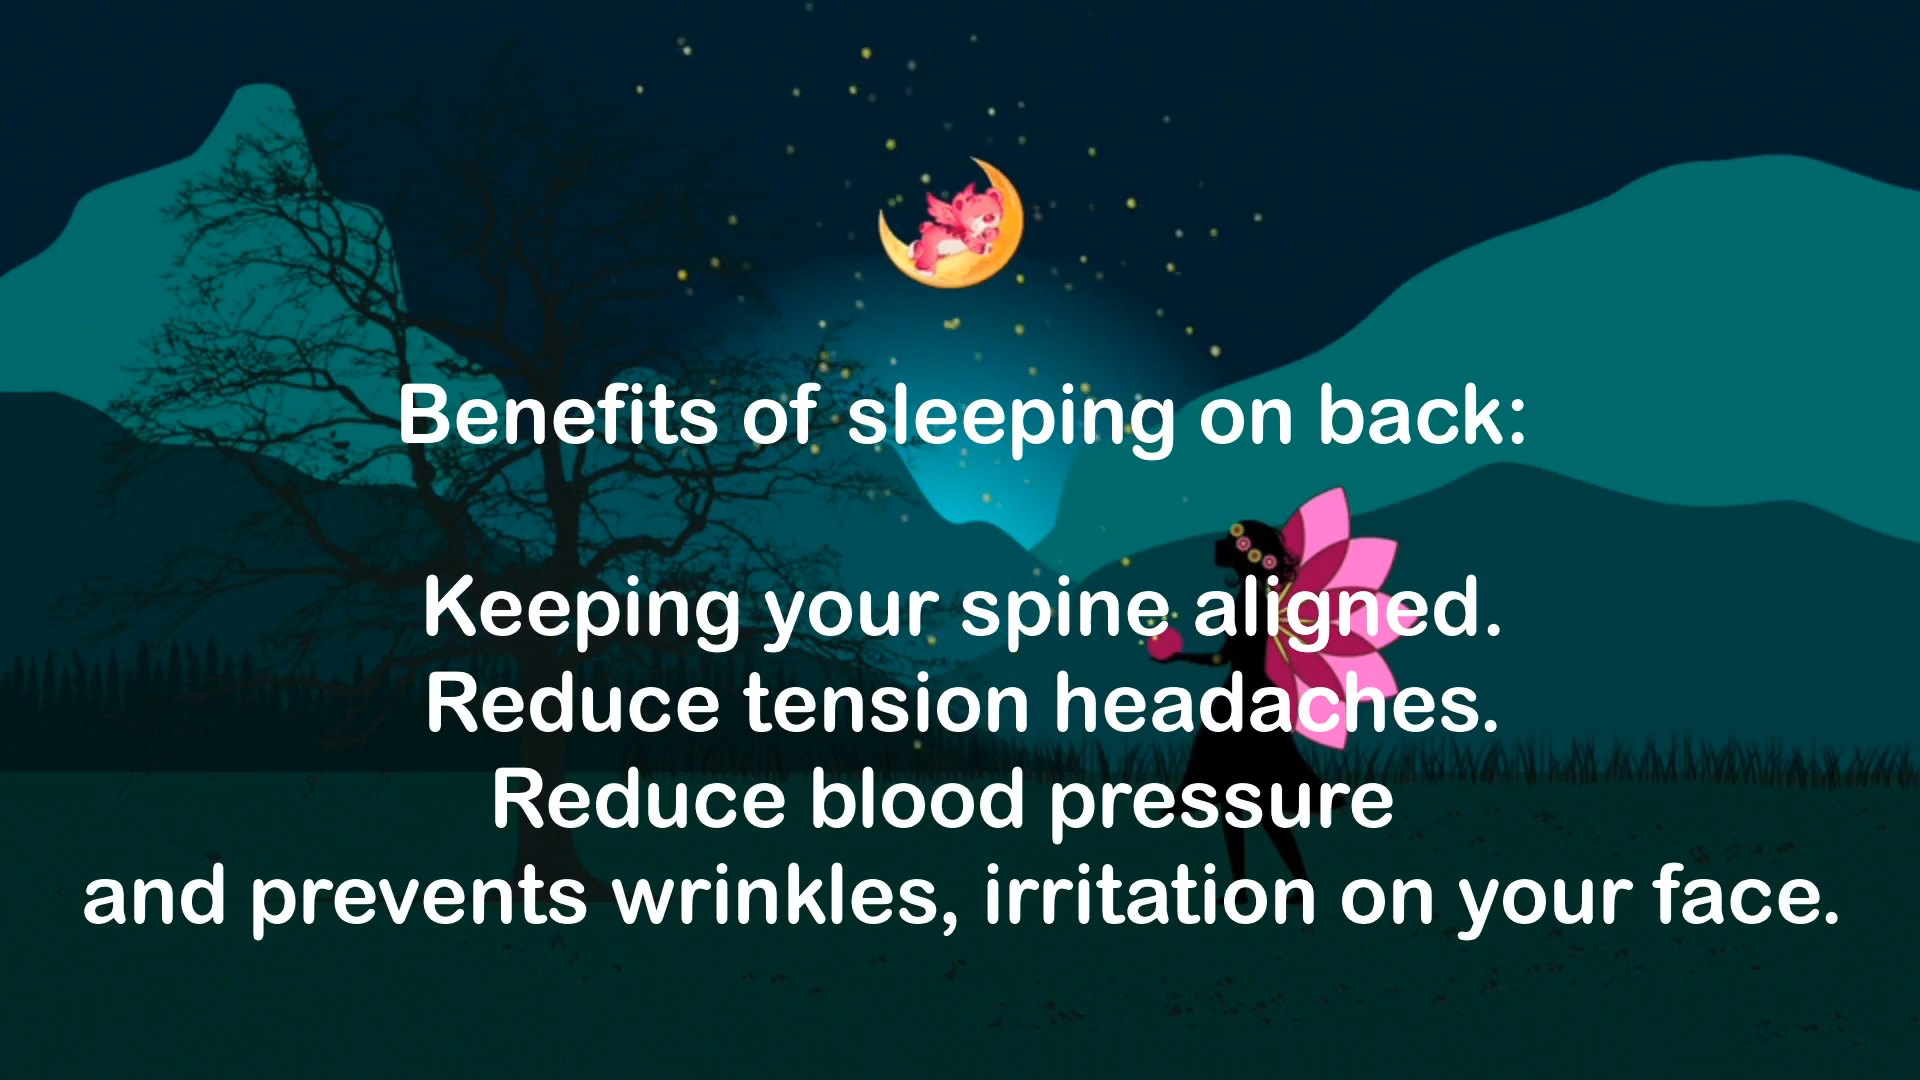 Benefits of sleeping on back:
Keeping your spine aligned.
Reduce tension headaches.
Reduce blood pressure
and prevents wrinkles, irritation on your face.